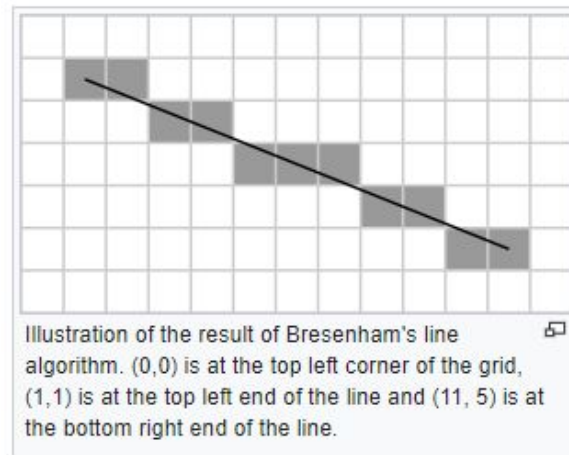 Illustration of the result of Bresenham's line
algorithm. (0,0) is at the top left corner of the grid,
(1,1) is at the top left end of the line and (11, 5) is at
the bottom right end of the line.